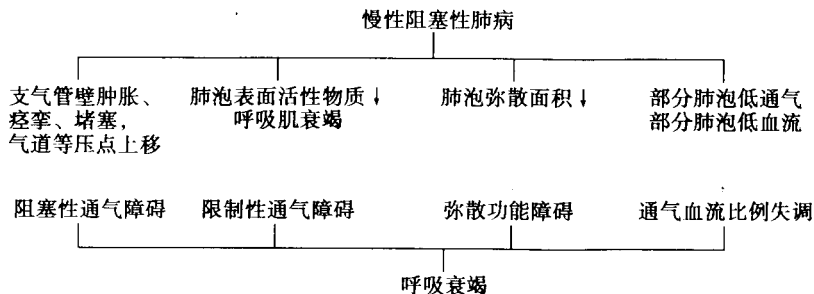 慢性阻塞性肺病
支气管壁肿胀、
痉挛、堵塞，
气道等压点上移
肺泡表面活性物质↓
呼吸肌衰竭
肺泡弥散面积↓
部分肺泡低通气
部分肺泡低血流
阻塞性通气障碍
限制性通气障碍
弥散功能障碍
通气血流比例失调
呼吸衰竭